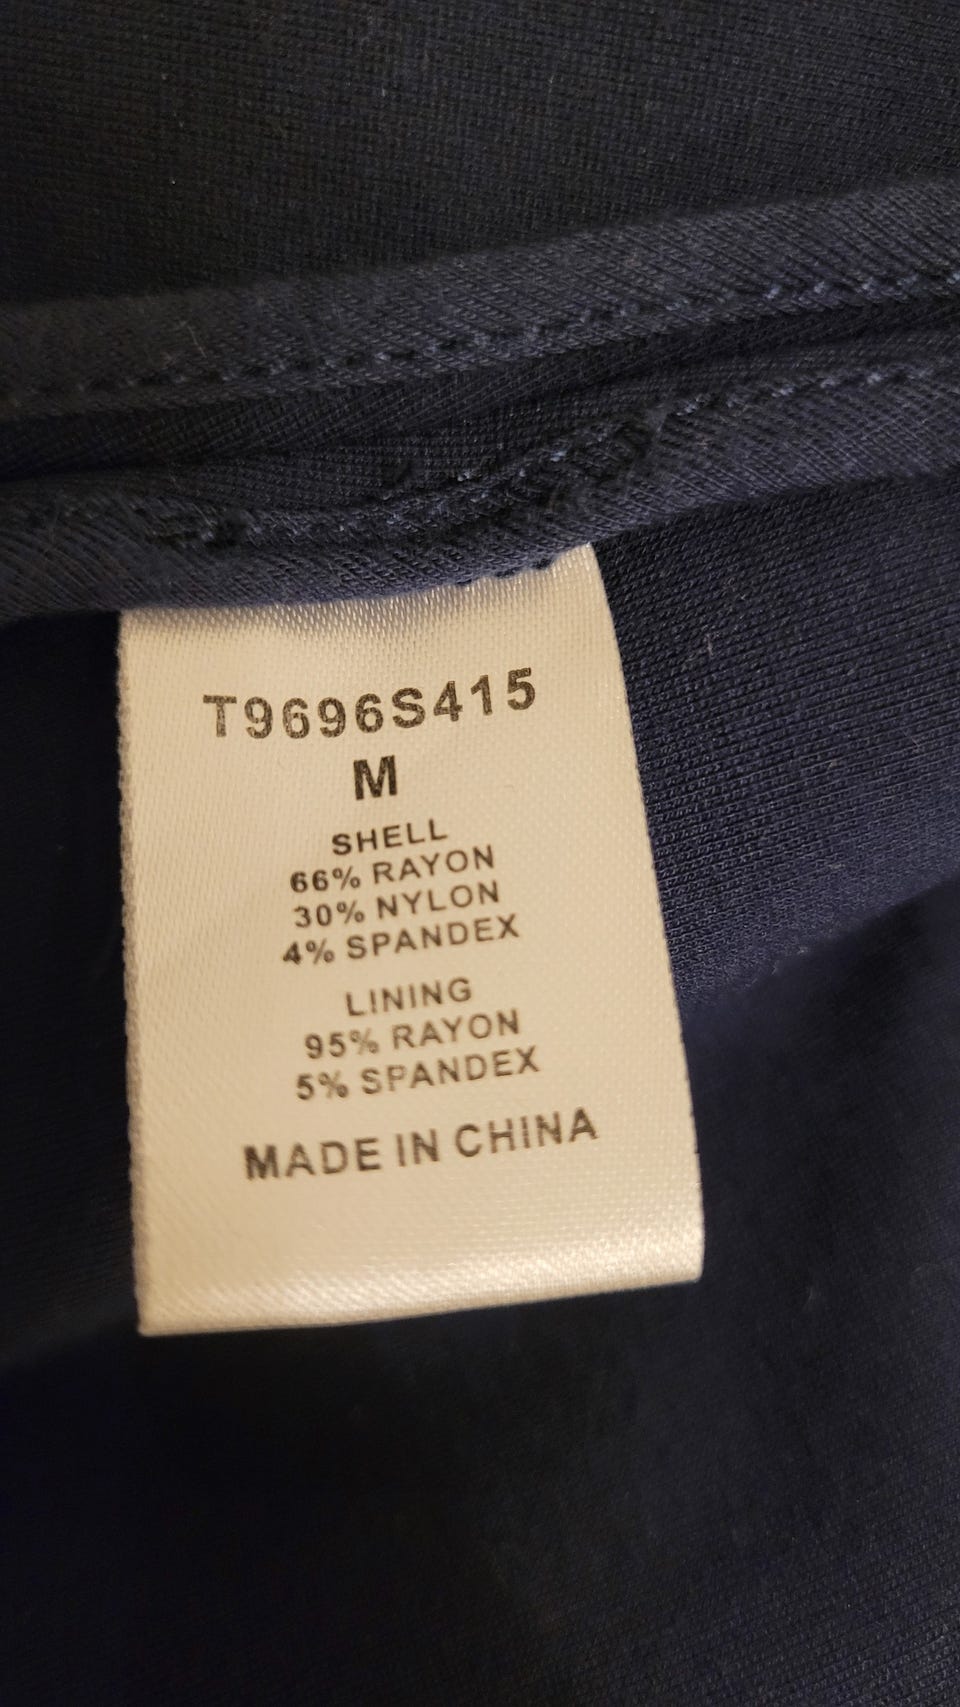 T9696S415
M
SHELL
66% RAYON
30% NYLON
4% SPANDEX
LINING
95% RAYON
5% SPANDEX
MADE IN CHINA